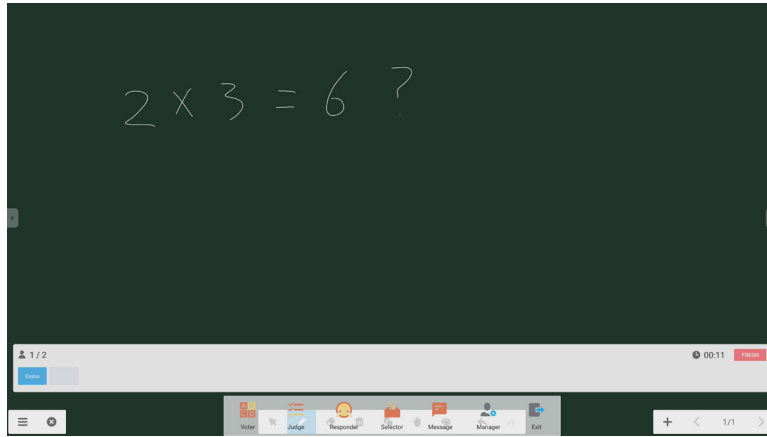 2 × 3 = 6 ?
1 / 2
00:11
FINISH
Demo
Voter
Judge
Responder
Selector
Message
Manager
Exit
1/1